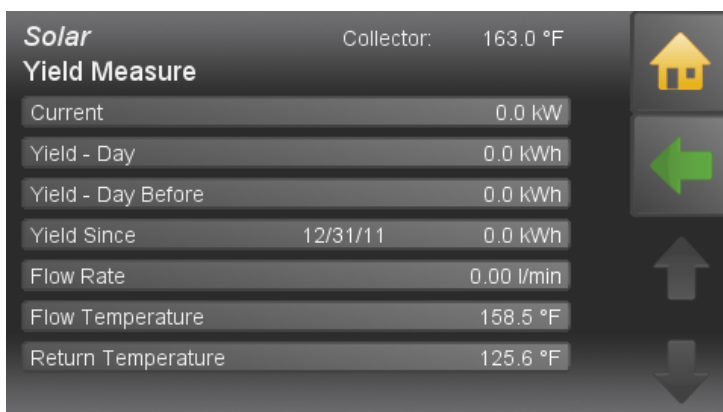 Solar Collector: 163.0 °F
Yield Measure
Current 0.0 kW
Yield - Day 0.0 kWh
Yield - Day Before 0.0 kWh
Yield Since 12/31/11 0.0 kWh
Flow Rate 0.00 l/min
Flow Temperature 158.5 °F
Return Temperature 125.6 °F